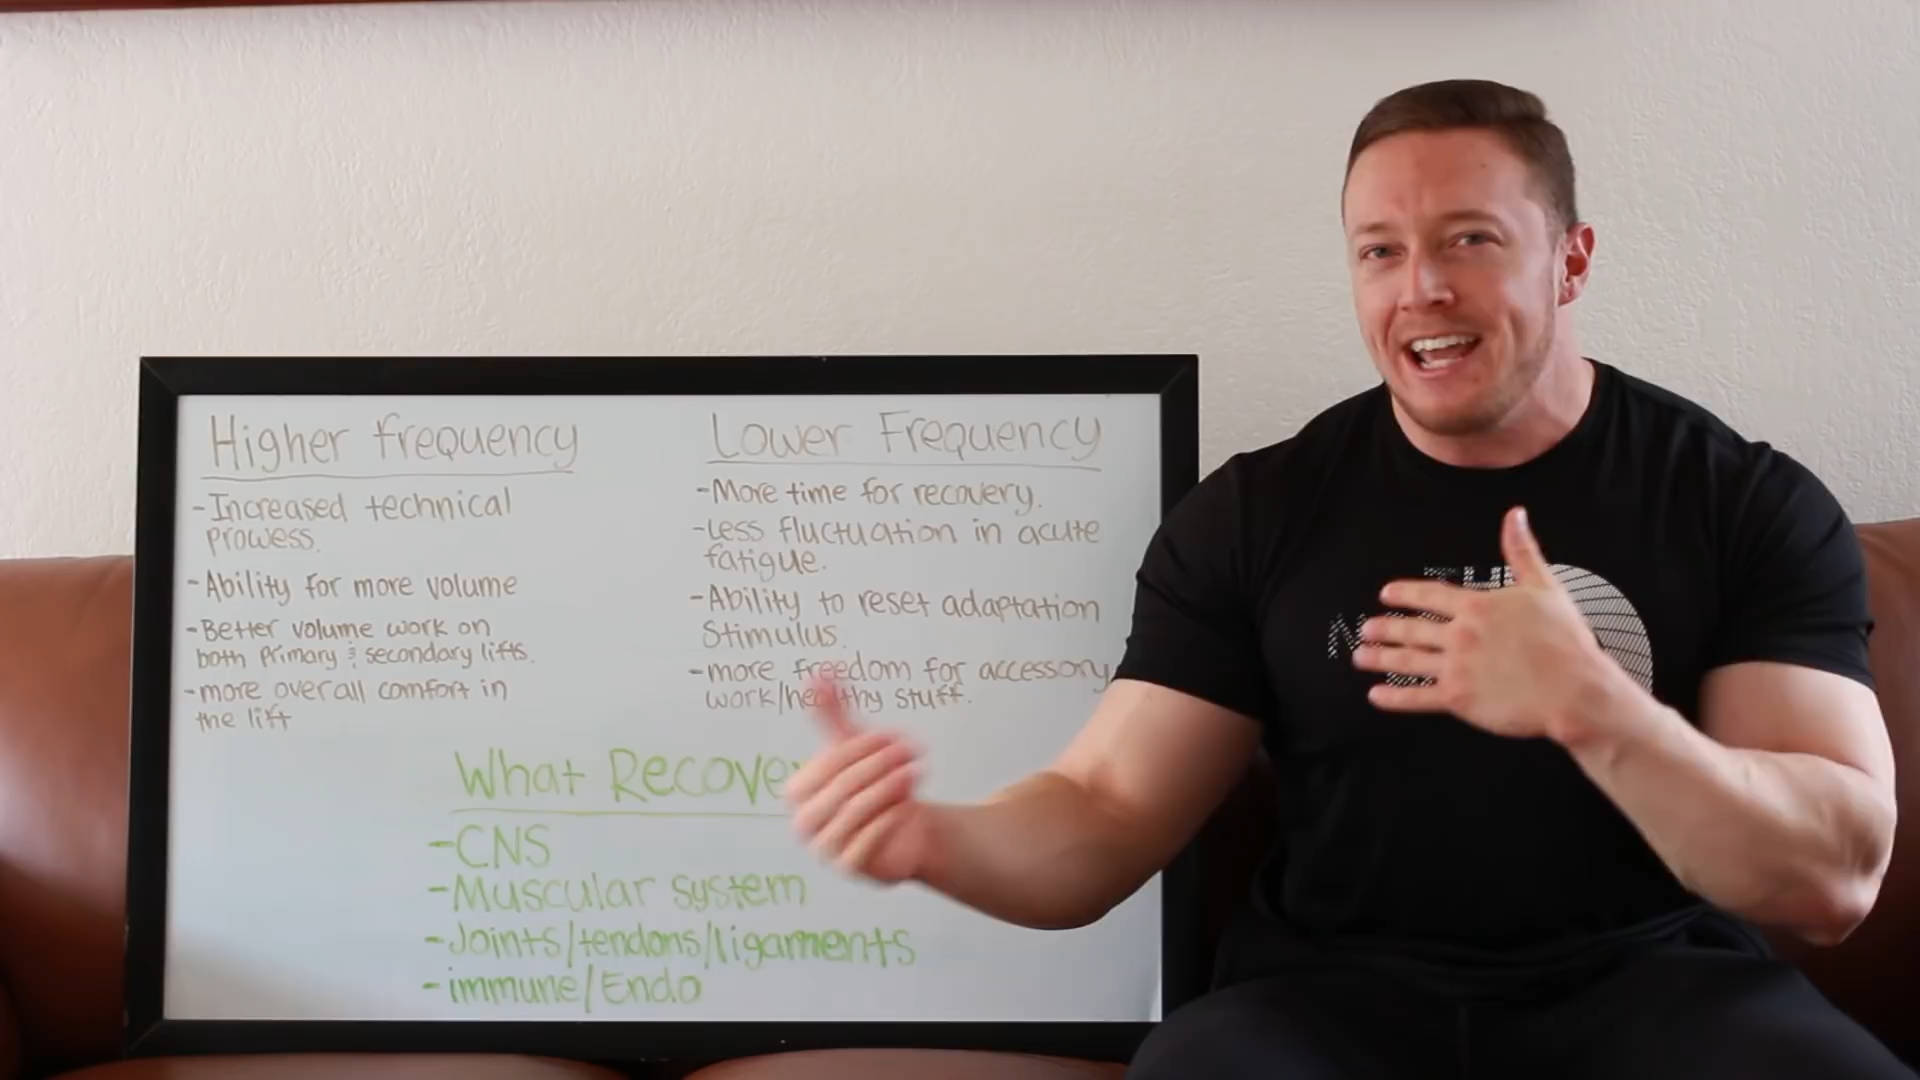 Higher frequency
-Increased technical
prowess.
-Ability for more volume
-Better volume work on
both Primary & secondary lifts.
-more overall comfort in
the lift
Lower Frequency
-More time for recovery.
-Less fluctuation in acute
fatigue.
-Ability to reset adaptation
Stimulus.
-more freedom for accessory
work/healthy stuff.
What
-CNS
-Muscular system
-Joints/tendons/ligaments
-immune/Endo